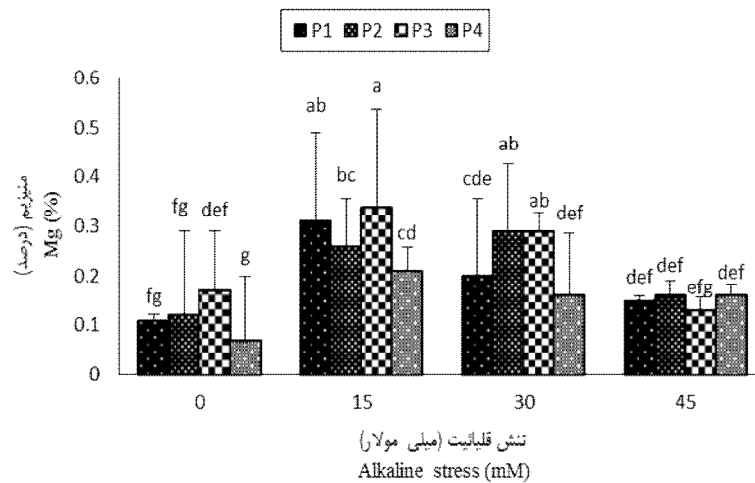 P1 P2 P3 P4
0.6
0.5
0.4
0.3
0.2
0.1
0
منیزیم (درصد)
Mg (%)
fg fg def g
ab bc a cd
cde ab ab def
def def efg def
0 15 30 45
تنش قلیائیت (میلی مولار)
Alkaline stress (mM)